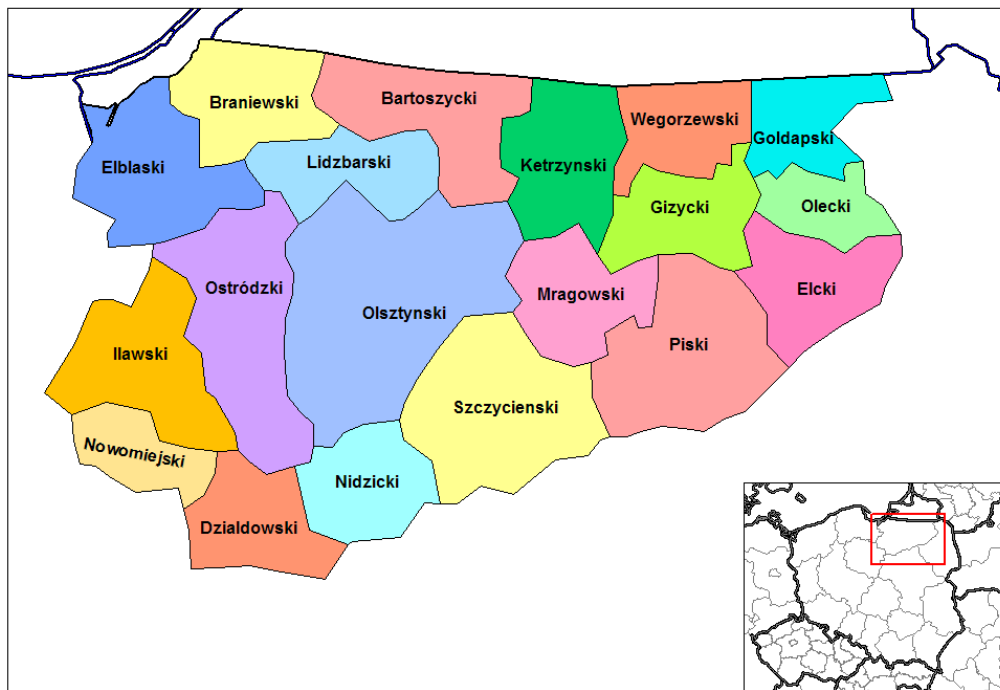 Braniewski
Bartoszycki
Wegorzewski
Goldapski
Elblaski
Lidzbarski
Ketrzynski
Gizycki
Olecki
Ostródzki
Olsztynski
Mragowski
Elcki
Ilawski
Piski
Szczycienski
Nowomiejski
Nidzicki
Dzialdowski